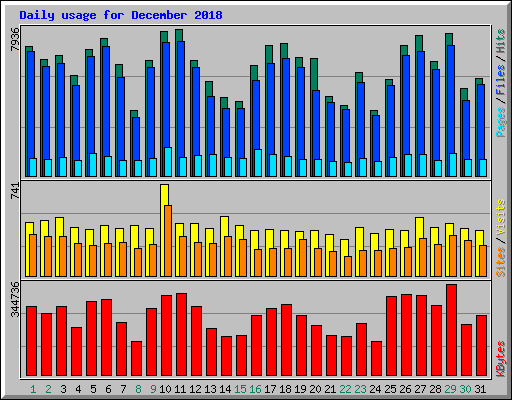 Daily usage for December 2018
7936
Pages / Files / Hits
741
Sites / Visits
344736
KBytes
1 2 3 4 5 6 7 8 9 10 11 12 13 14 15 16 17 18 19 20 21 22 23 24 25 26 27 28 29 30 31